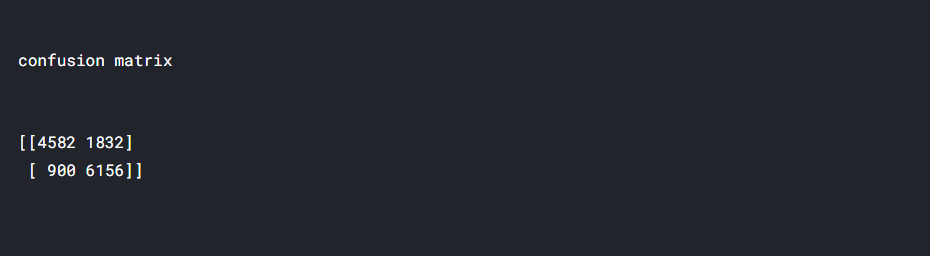 confusion matrix
[[4582 1832]
 [ 900 6156]]